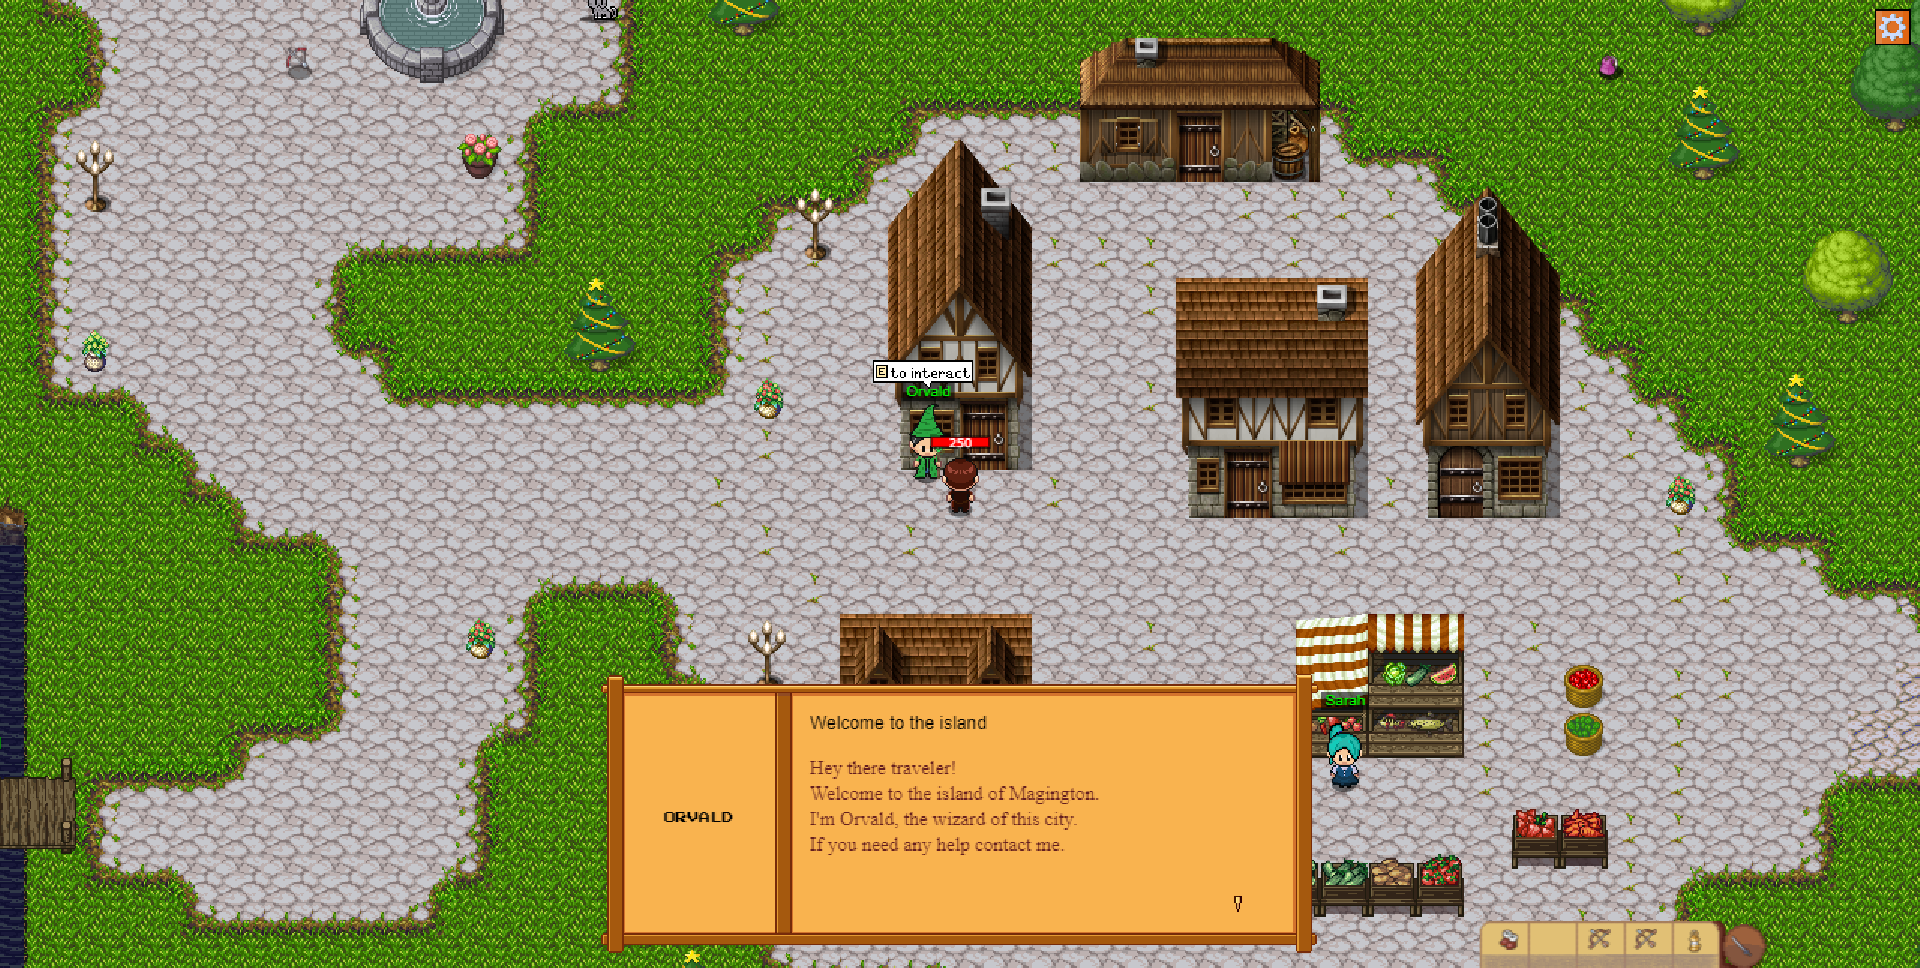 E to interact
Orvald
250
Sarah
Welcome to the island
Hey there traveler!
Welcome to the island of Magington.
I'm Orvald, the wizard of this city.
If you need any help contact me.
ORVALD